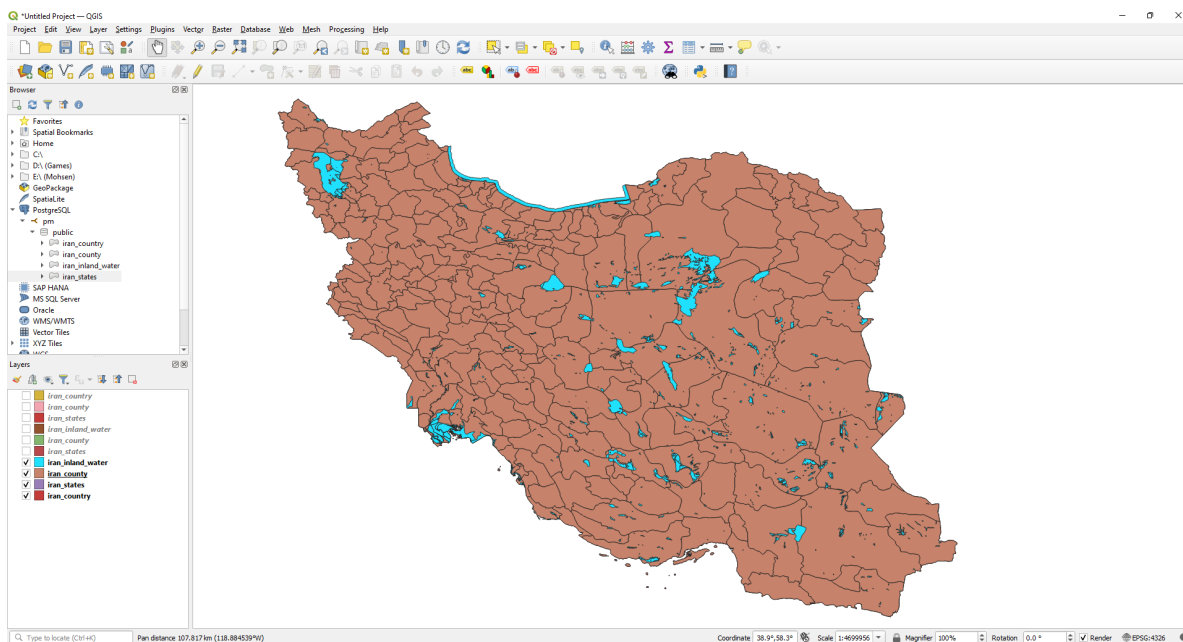 *Untitled Project — QGIS
Project Edit View Layer Settings Plugins Vector Raster Database Web Mesh Processing Help
Browser
Favorites
Spatial Bookmarks
Home
C:\
D:\ (Games)
E:\ (Mohsen)
GeoPackage
SpatiaLite
PostgreSQL
pm
public
iran_country
iran_county
iran_inland_water
iran_states
SAP HANA
MS SQL Server
Oracle
WMS/WMTS
Vector Tiles
XYZ Tiles
WCS
Layers
iran_country
iran_county
iran_states
iran_inland_water
iran_county
iran_states
iran_inland_water
iran_county
iran_states
iran_country
Type to locate (Ctrl+K) Pan distance 107.817 km (118.884539°W) Coordinate 38.9°,58.3° Scale 1:4699956 Magnifier 100% Rotation 0.0 ° Render EPSG:4326